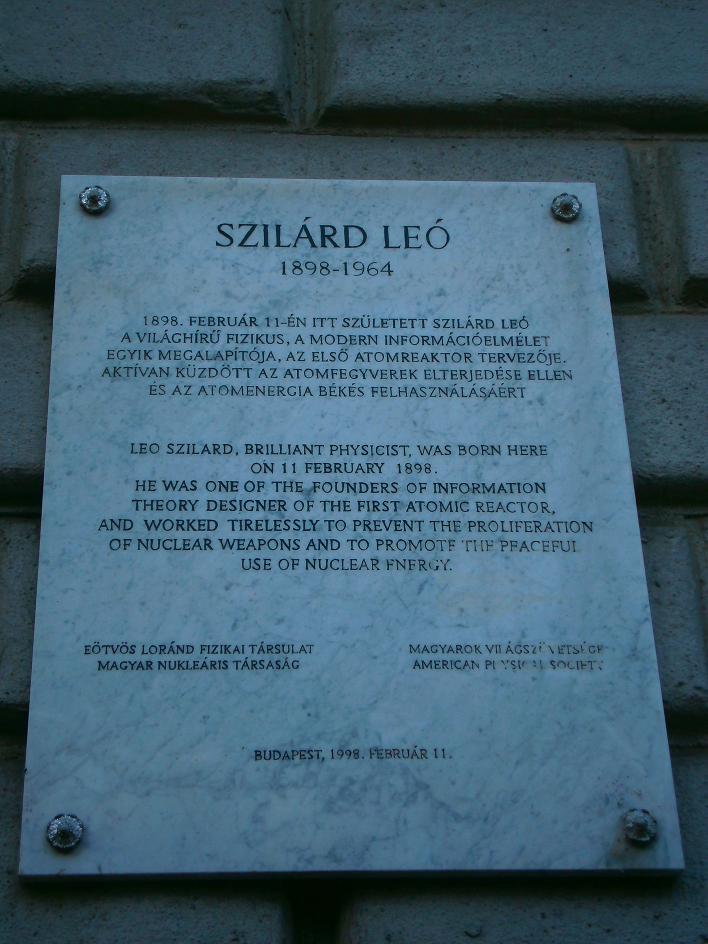 SZILÁRD LEÓ
1898-1964
1898. FEBRUÁR 11-ÉN ITT SZÜLETETT SZILÁRD LEÓ
A VILÁGHÍRŰ FIZIKUS, A MODERN INFORMÁCIÓELMÉLET
EGYIK MEGALAPÍTÓJA, AZ ELSŐ ATOMREAKTOR TERVEZŐJE.
AKTÍVAN KÜZDÖTT AZ ATOMFEGYVEREK ELTERJEDÉSE ELLEN
ÉS AZ ATOMENERGIA BÉKÉS FELHASZNÁLÁSÁÉRT
LEO SZILARD, BRILLIANT PHYSICIST, WAS BORN HERE
ON 11 FEBRUARY 1898.
HE WAS ONE OF THE FOUNDERS OF INFORMATION
THEORY DESIGNER OF THE FIRST ATOMIC REACTOR,
AND WORKED TIRELESSLY TO PREVENT THE PROLIFERATION
OF NUCLEAR WEAPONS AND TO PROMOTE THE PEACEFUL
USE OF NUCLEAR ENERGY.
EÖTVÖS LORÁND FIZIKAI TÁRSULAT
MAGYAR NUKLEÁRIS TÁRSASÁG
MAGYAROK VILÁGSZÖVETSÉGE
AMERICAN PHYSICAL SOCIETY
BUDAPEST, 1998. FEBRUÁR 11.